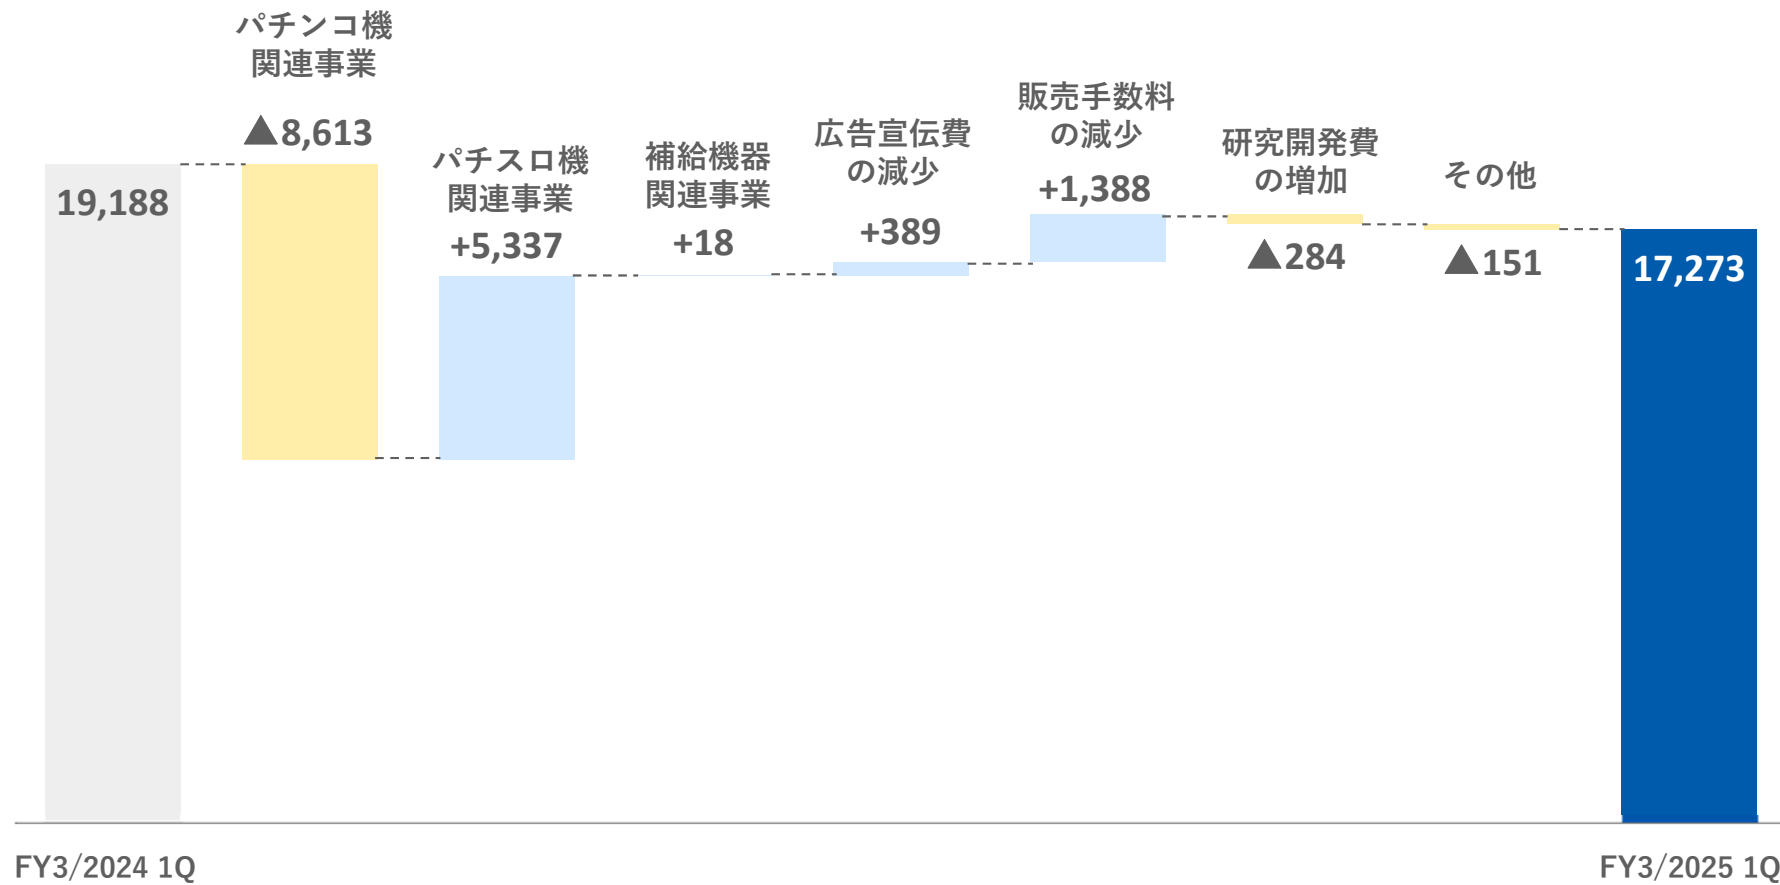 パチンコ機
関連事業
▲8,613
19,188
パチスロ機
関連事業
+5,337
補給機器
関連事業
+18
広告宣伝費
の減少
+389
販売手数料
の減少
+1,388
研究開発費
の増加
▲284
その他
▲151
17,273
FY3/2024 1Q
FY3/2025 1Q